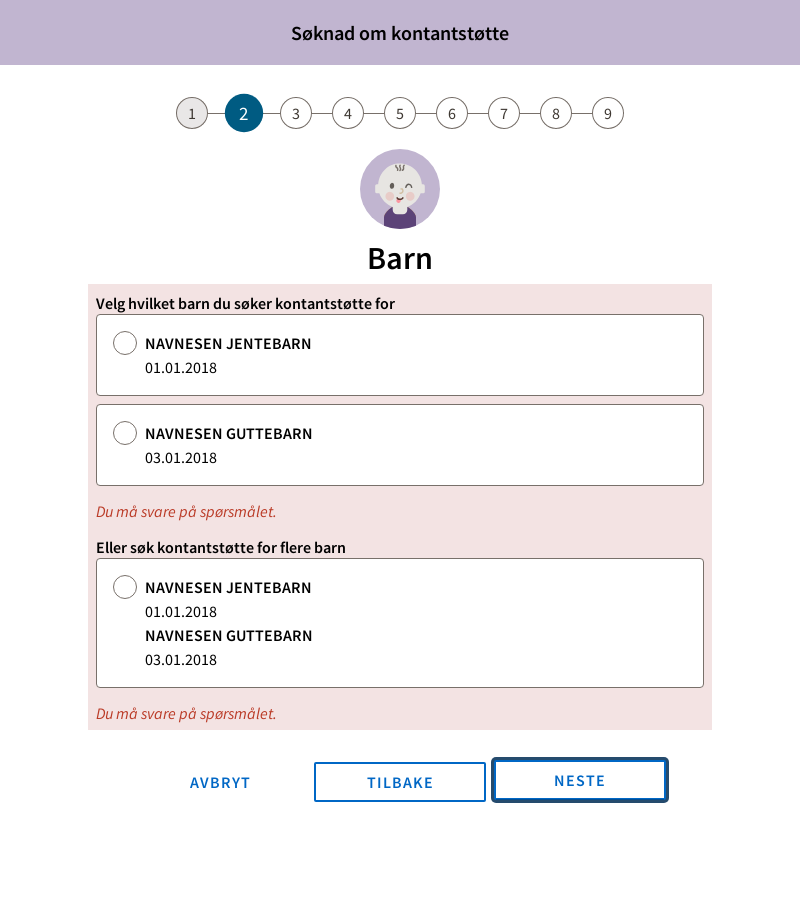 Søknad om kontantstøtte
1 2 3 4 5 6 7 8 9
Barn
Velg hvilket barn du søker kontantstøtte for
NAVNESEN JENTEBARN
01.01.2018
NAVNESEN GUTTEBARN
03.01.2018
Du må svare på spørsmålet.
Eller søk kontantstøtte for flere barn
NAVNESEN JENTEBARN
01.01.2018
NAVNESEN GUTTEBARN
03.01.2018
Du må svare på spørsmålet.
AVBRYT TILBAKE NESTE